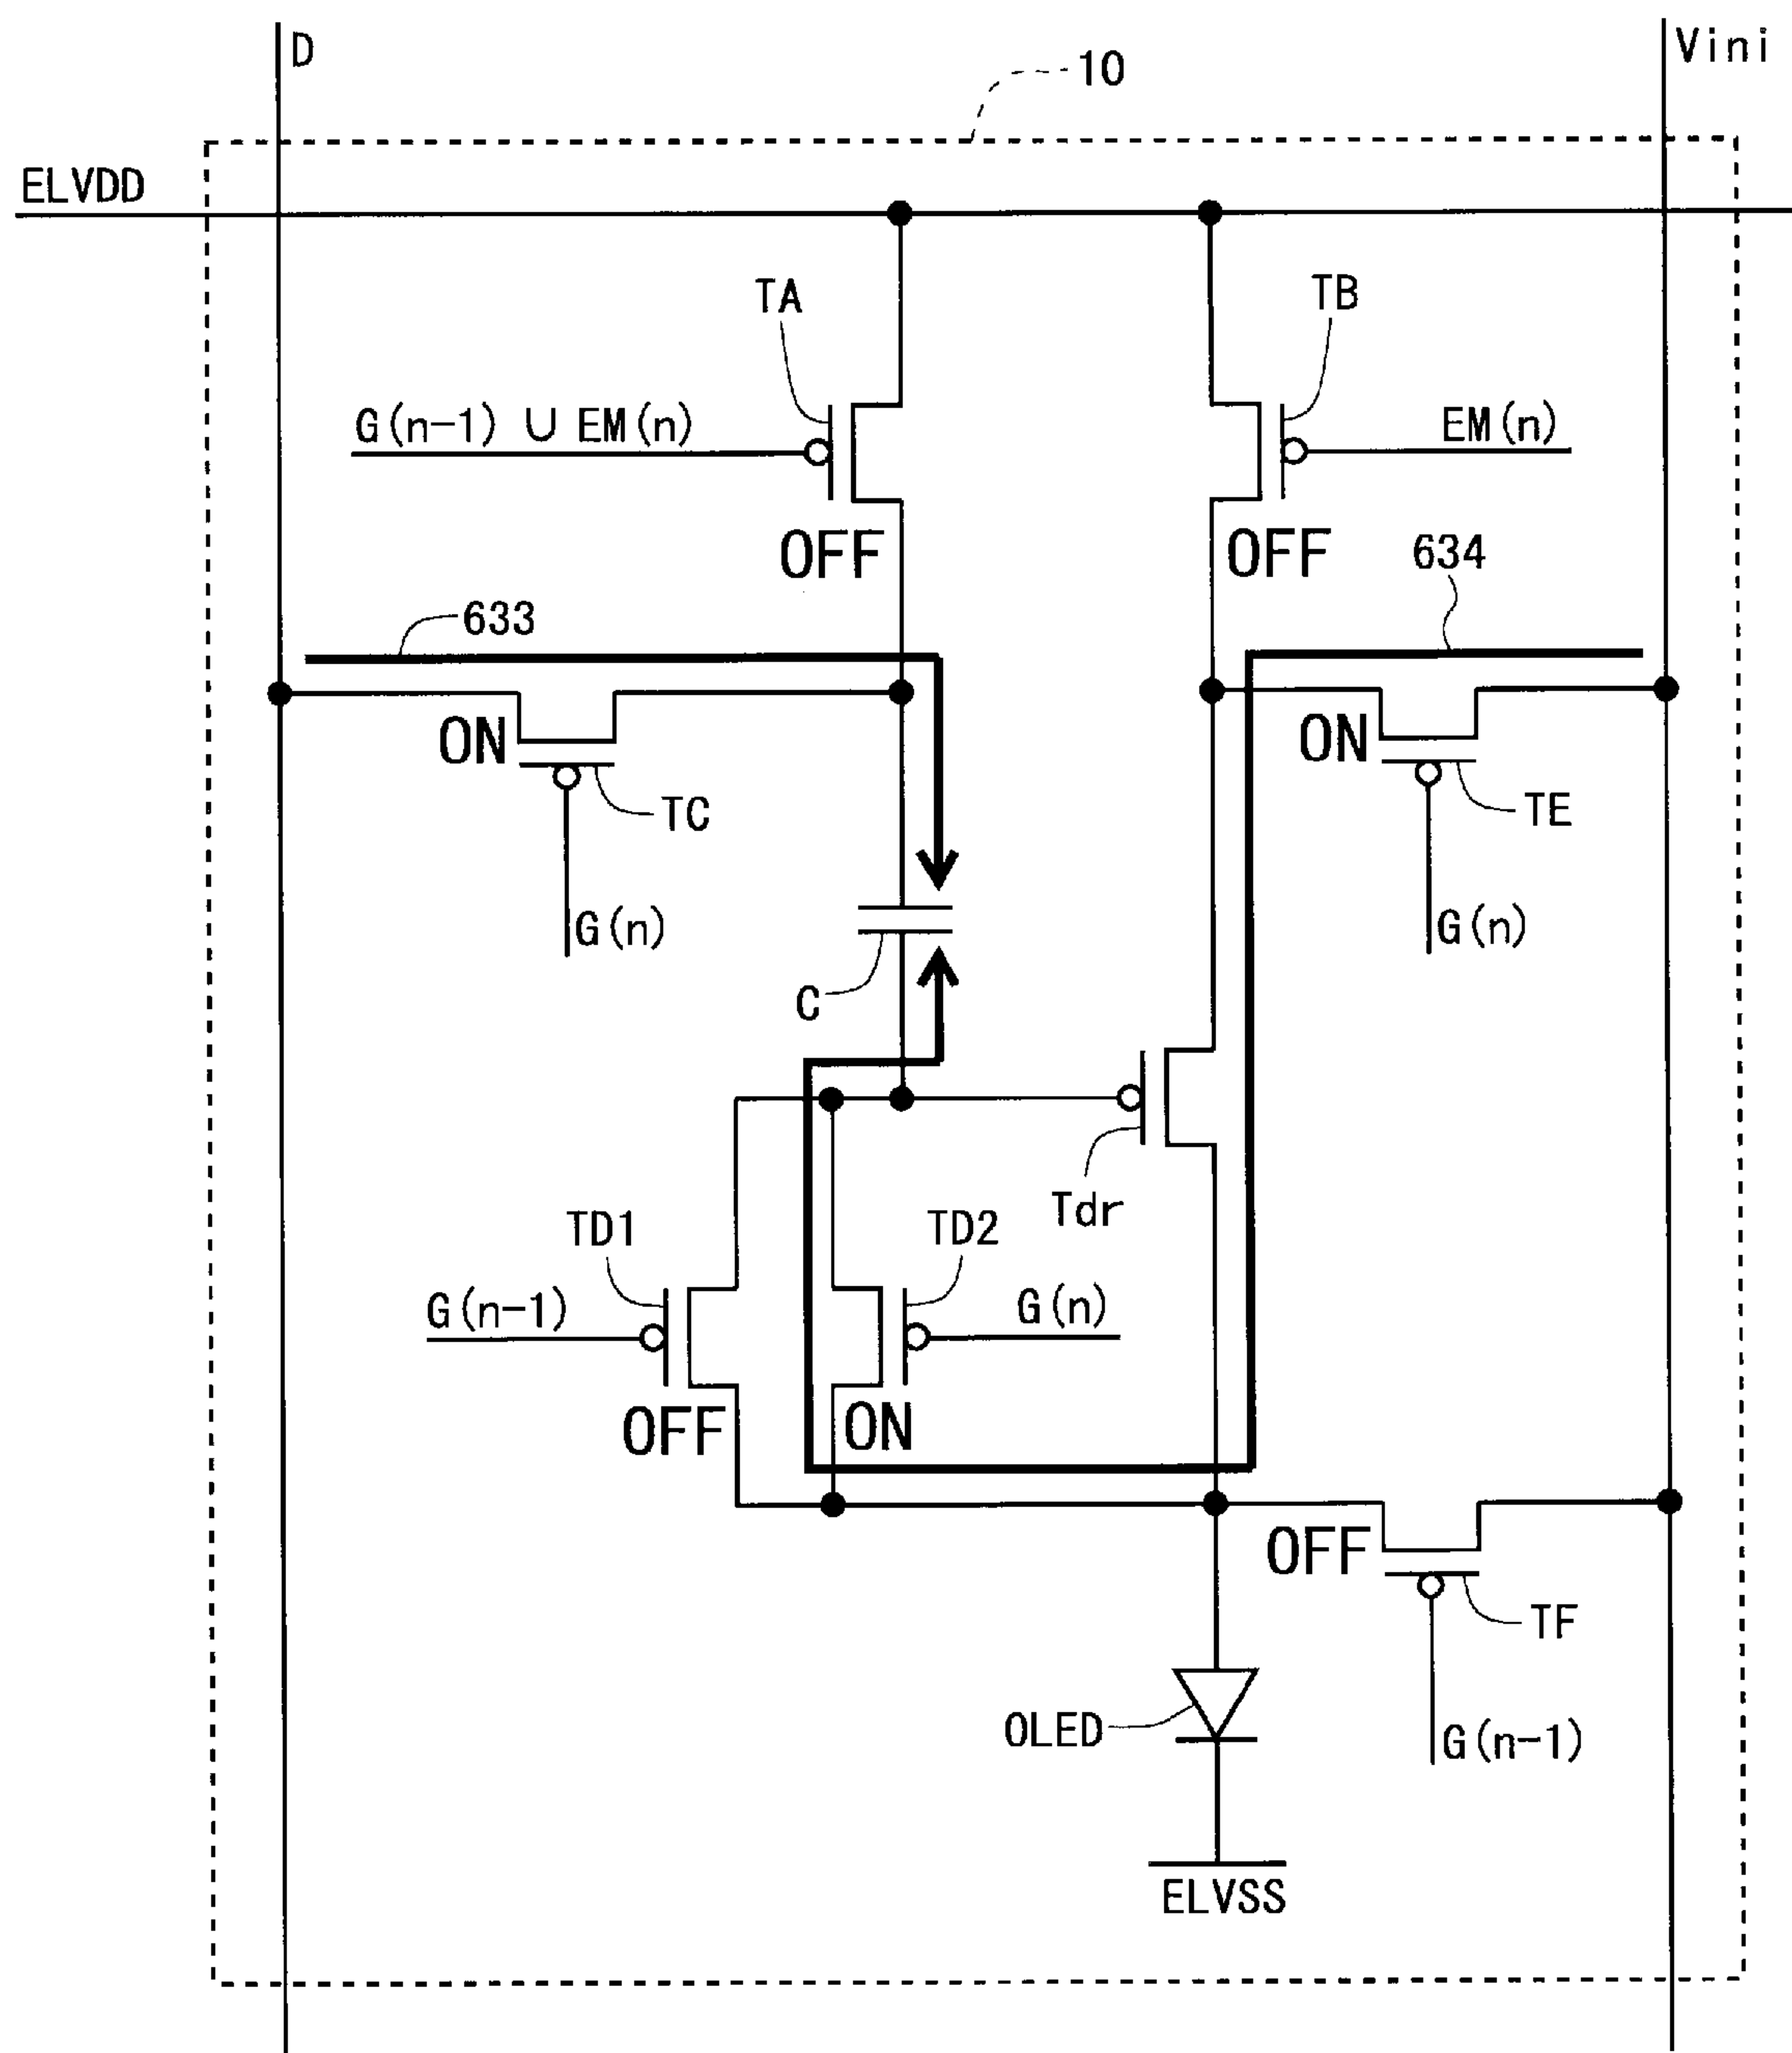 D
Vini
10
ELVDD
TA
TB
G(n-1) ∪ EM(n)
EM(n)
OFF
OFF
634
633
ON
ON
TC
TE
G(n)
G(n)
C
Tdr
TD1
TD2
G(n-1)
G(n)
OFF
ON
OFF
TF
OLED
G(n-1)
ELVSS